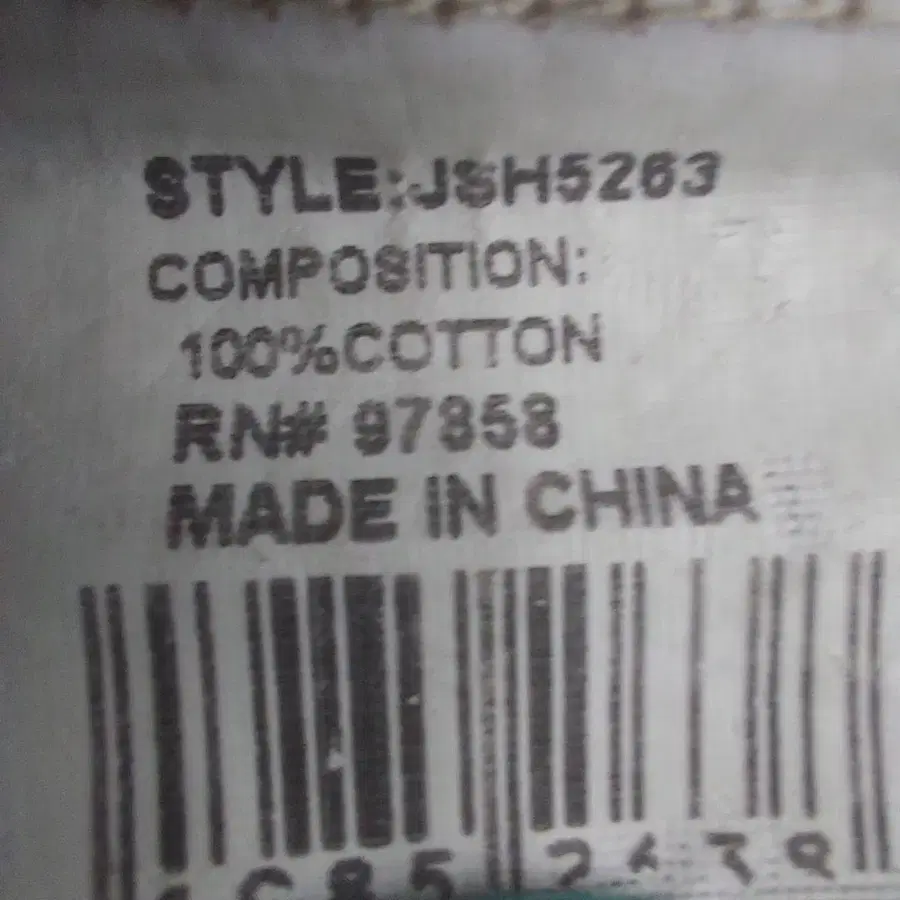 STYLE:JSH5263
COMPOSITION:
100%COTTON
RN# 97858
MADE IN CHINA